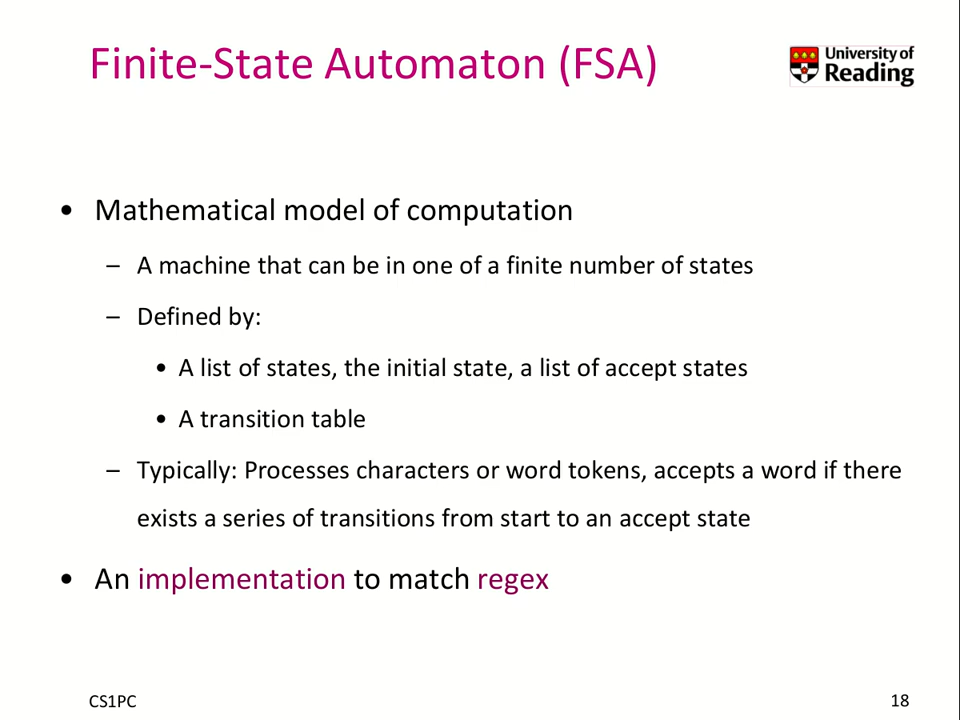 Finite-State Automaton (FSA)
University of
Reading
• Mathematical model of computation
– A machine that can be in one of a finite number of states
– Defined by:
• A list of states, the initial state, a list of accept states
• A transition table
– Typically: Processes characters or word tokens, accepts a word if there
exists a series of transitions from start to an accept state
• An implementation to match regex
CS1PC
18